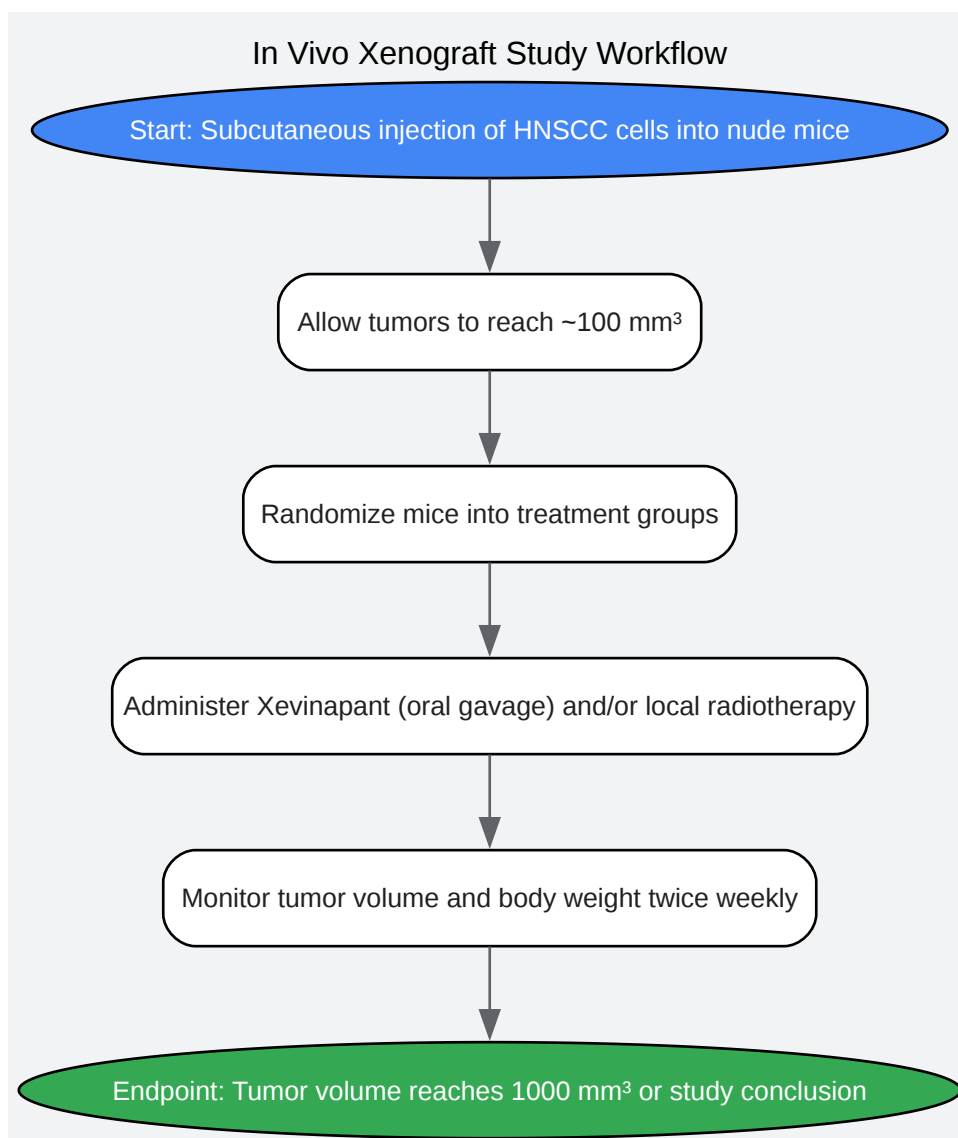 In Vivo Xenograft Study Workflow
Start: Subcutaneous injection of HNSCC cells into nude mice
Allow tumors to reach ~100 mm³
Randomize mice into treatment groups
Administer Xevinapant (oral gavage) and/or local radiotherapy
Monitor tumor volume and body weight twice weekly
Endpoint: Tumor volume reaches 1000 mm³ or study conclusion